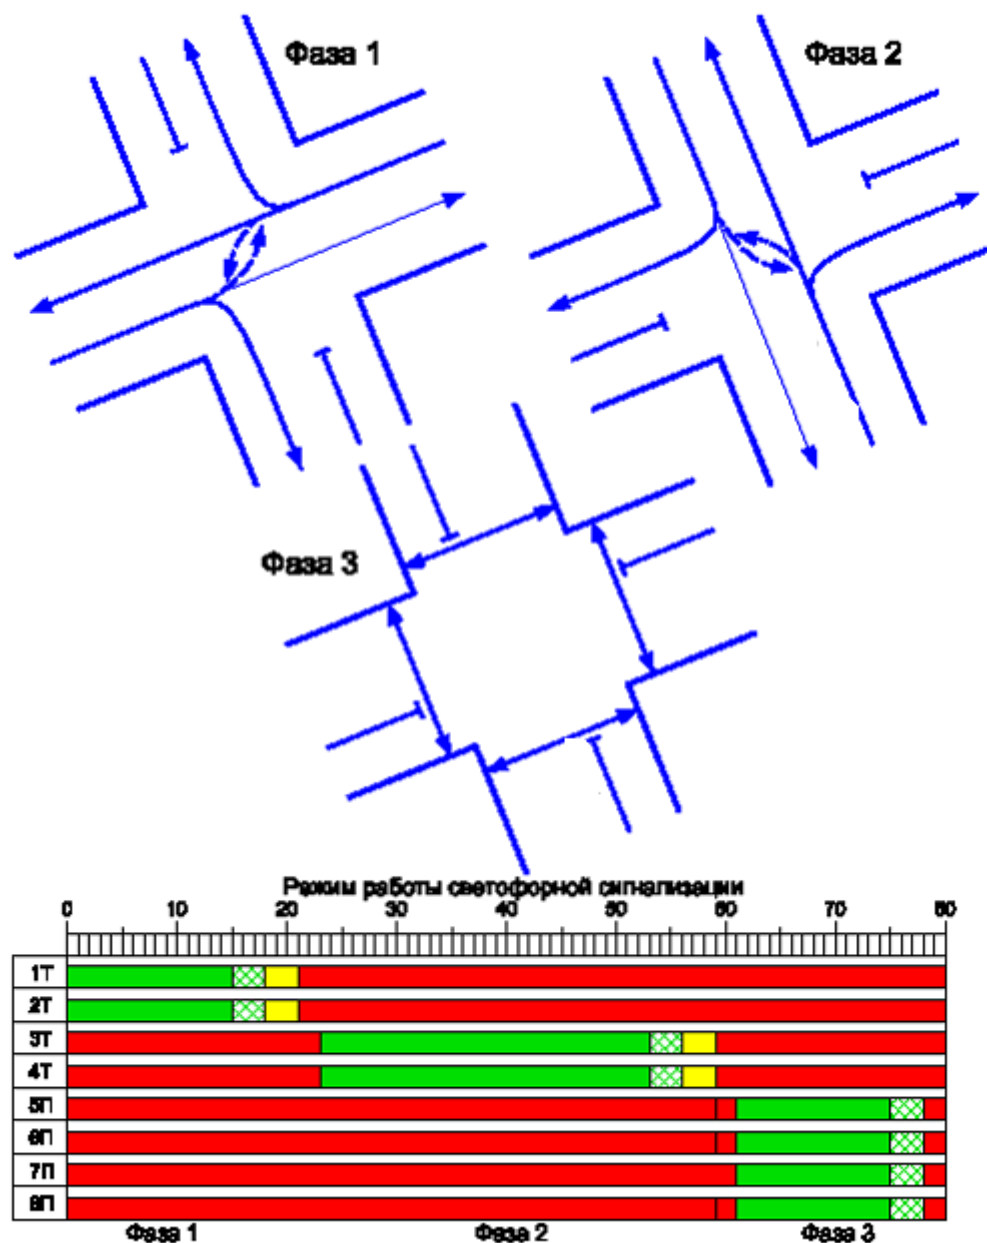 Фаза 1
Фаза 2
Фаза 3
Режим работы светофорной сигнализации
0 10 20 30 40 50 60 70 80
1Т
2Т
3Т
4Т
5П
6П
7П
8П
Фаза 1 Фаза 2 Фаза 3